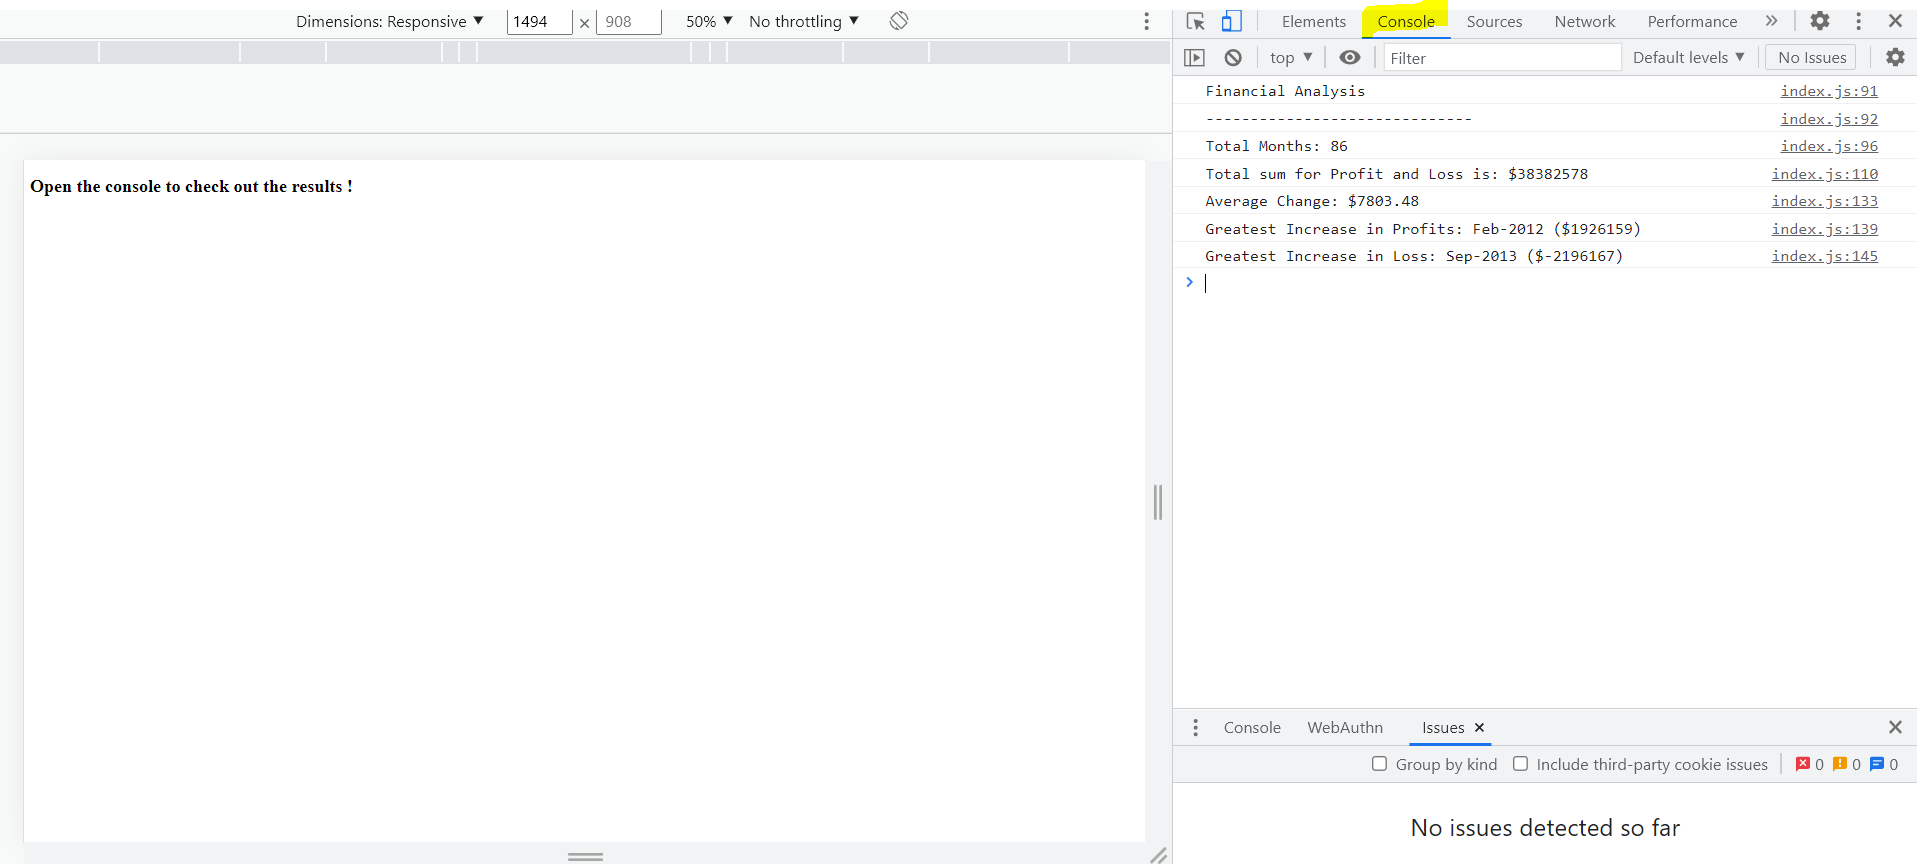 Dimensions: Responsive ▼ 1494 × 908 50% ▼ No throttling ▼
Open the console to check out the results !
Elements Console Sources Network Performance »
top ▼ Filter Default levels ▼ No Issues
Financial Analysis index.js:91
------------------------------ index.js:92
Total Months: 86 index.js:96
Total sum for Profit and Loss is: $38382578 index.js:110
Average Change: $7803.48 index.js:133
Greatest Increase in Profits: Feb-2012 ($1926159) index.js:139
Greatest Increase in Loss: Sep-2013 ($-2196167) index.js:145
Console WebAuthn Issues
Group by kind Include third-party cookie issues 0 0 0
No issues detected so far